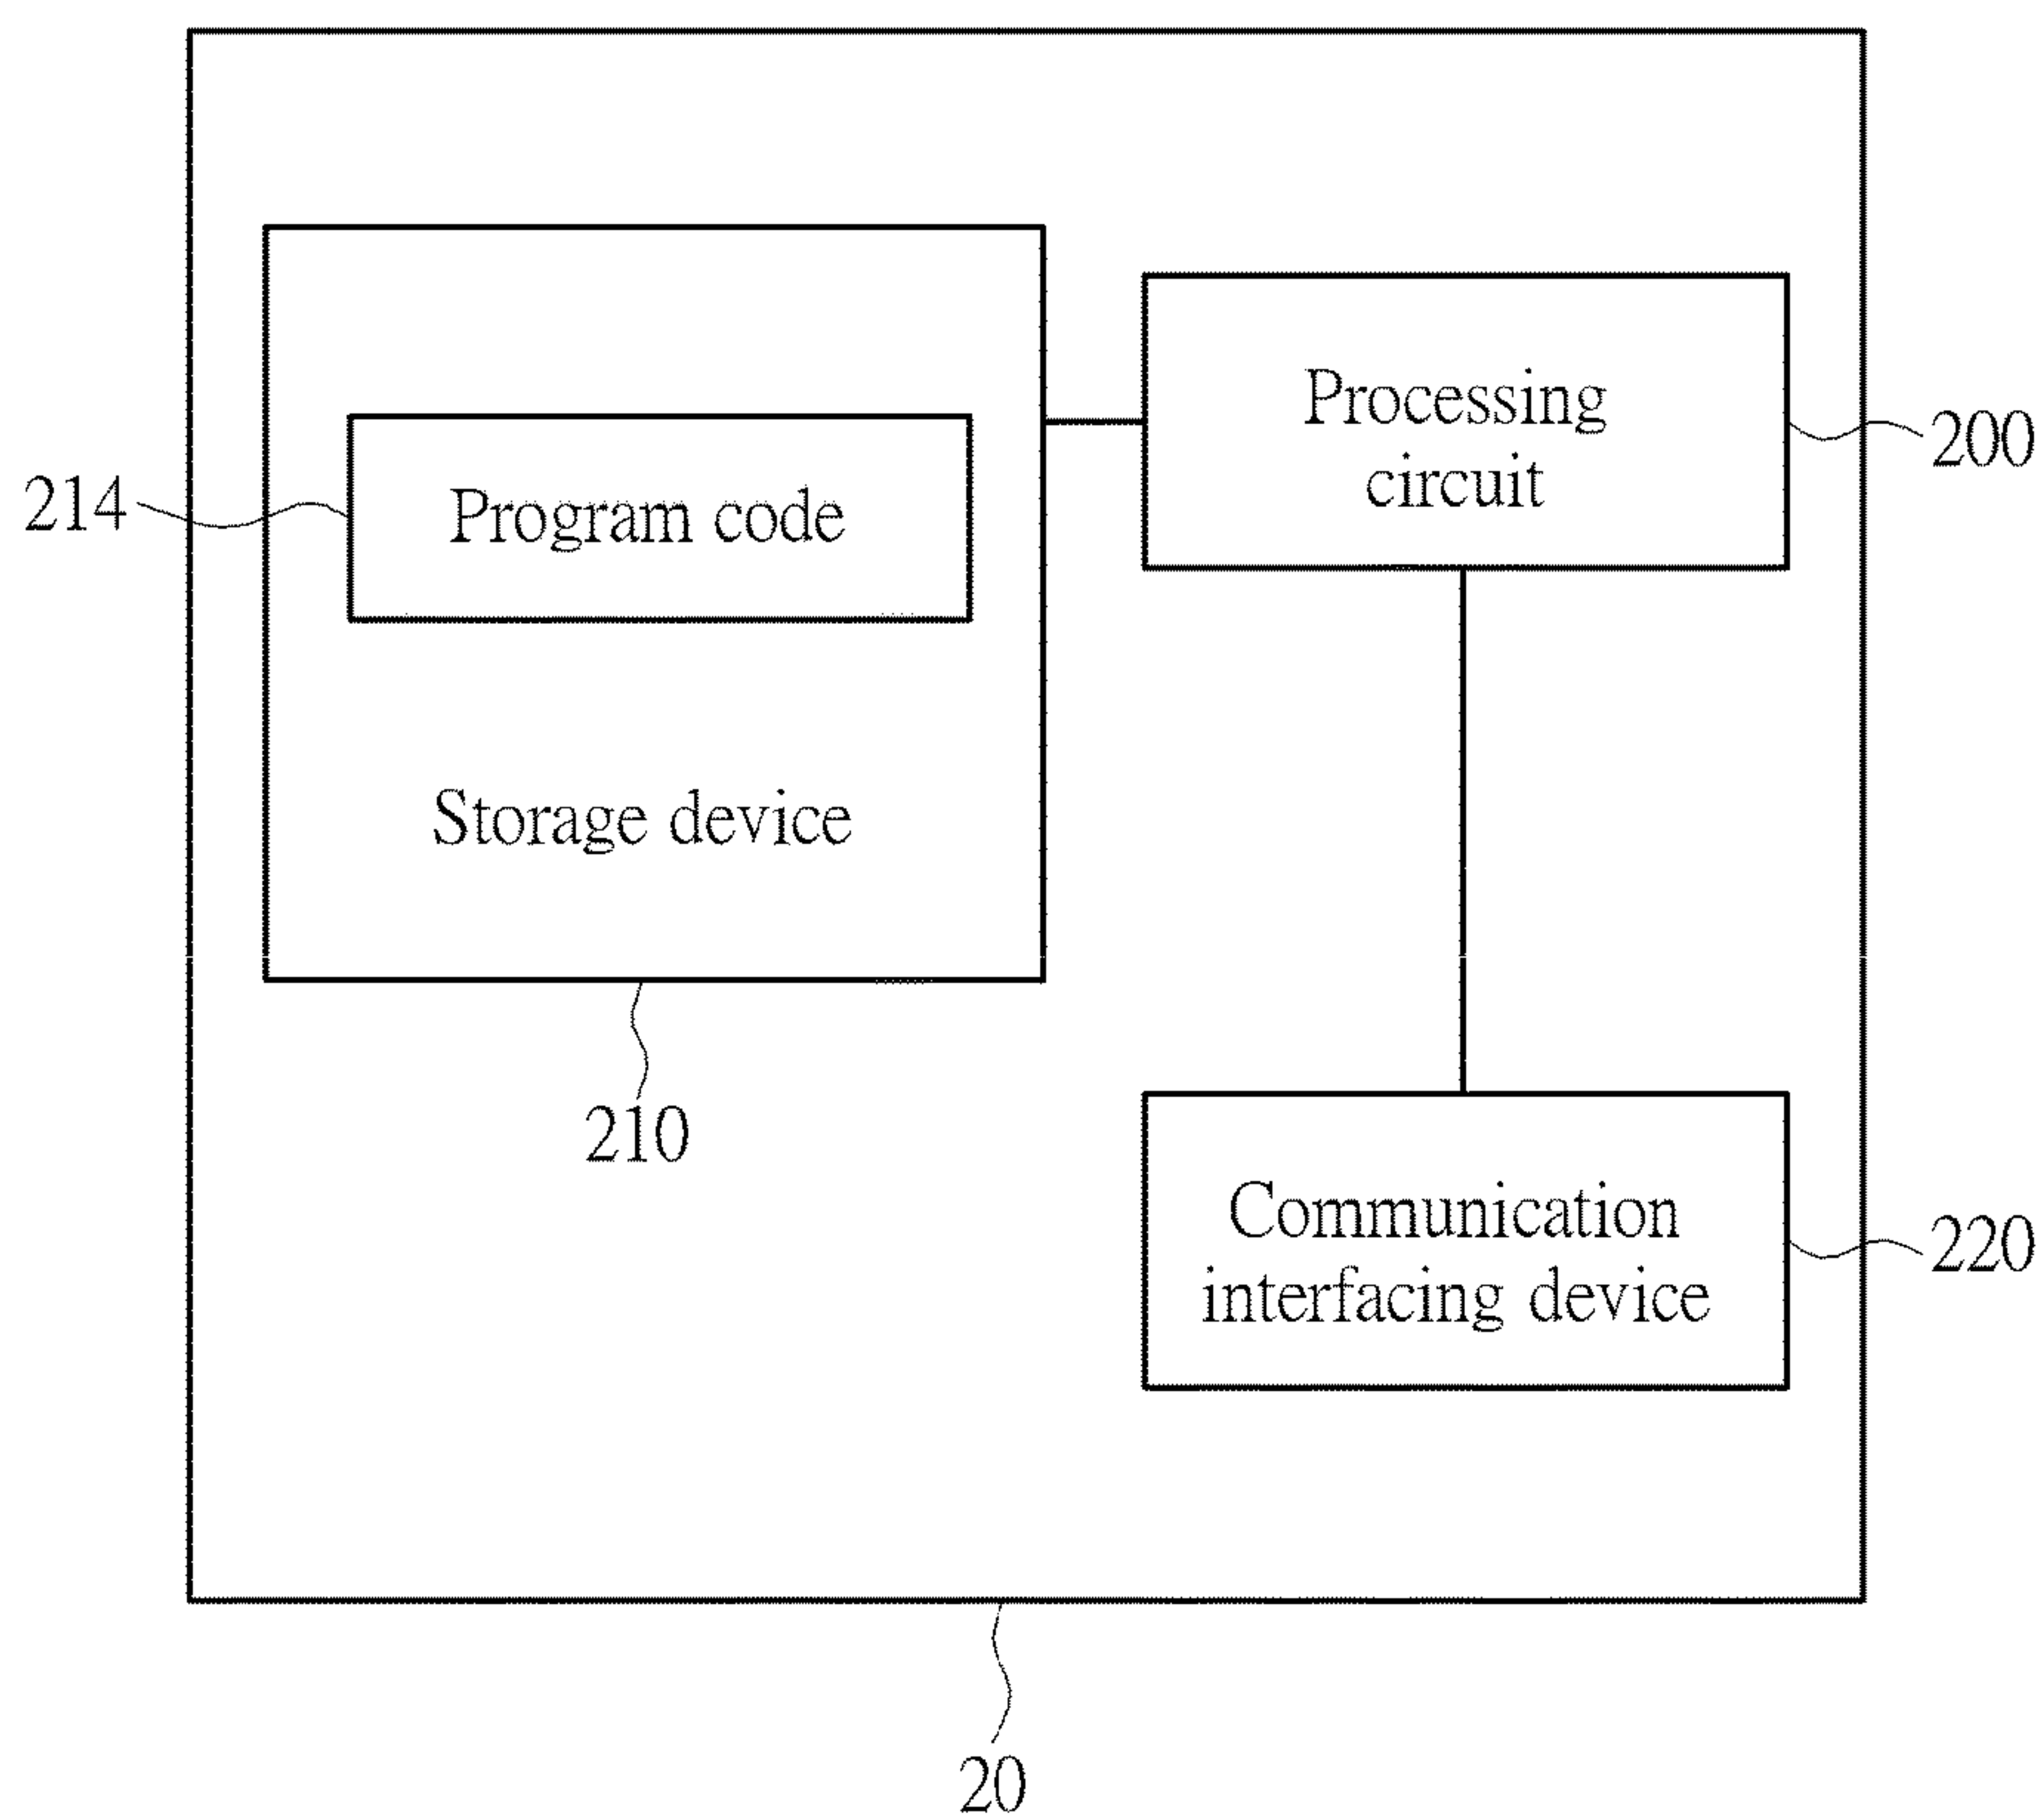 Processing
circuit
200
214
Program code
Storage device
210
Communication
interfacing device
220
20